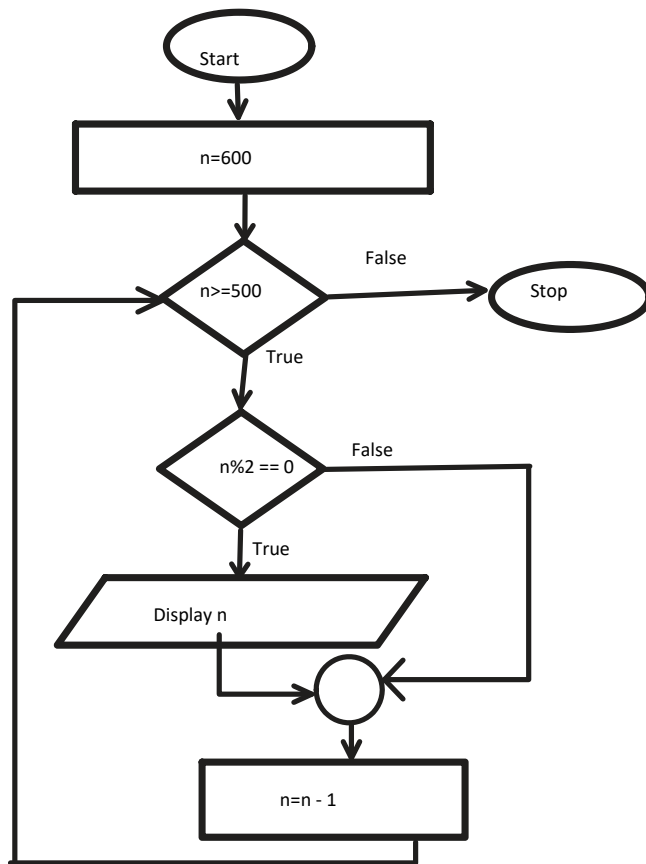 Start
n=600
n>=500
False
Stop
True
n%2 == 0
False
True
Display n
n=n - 1